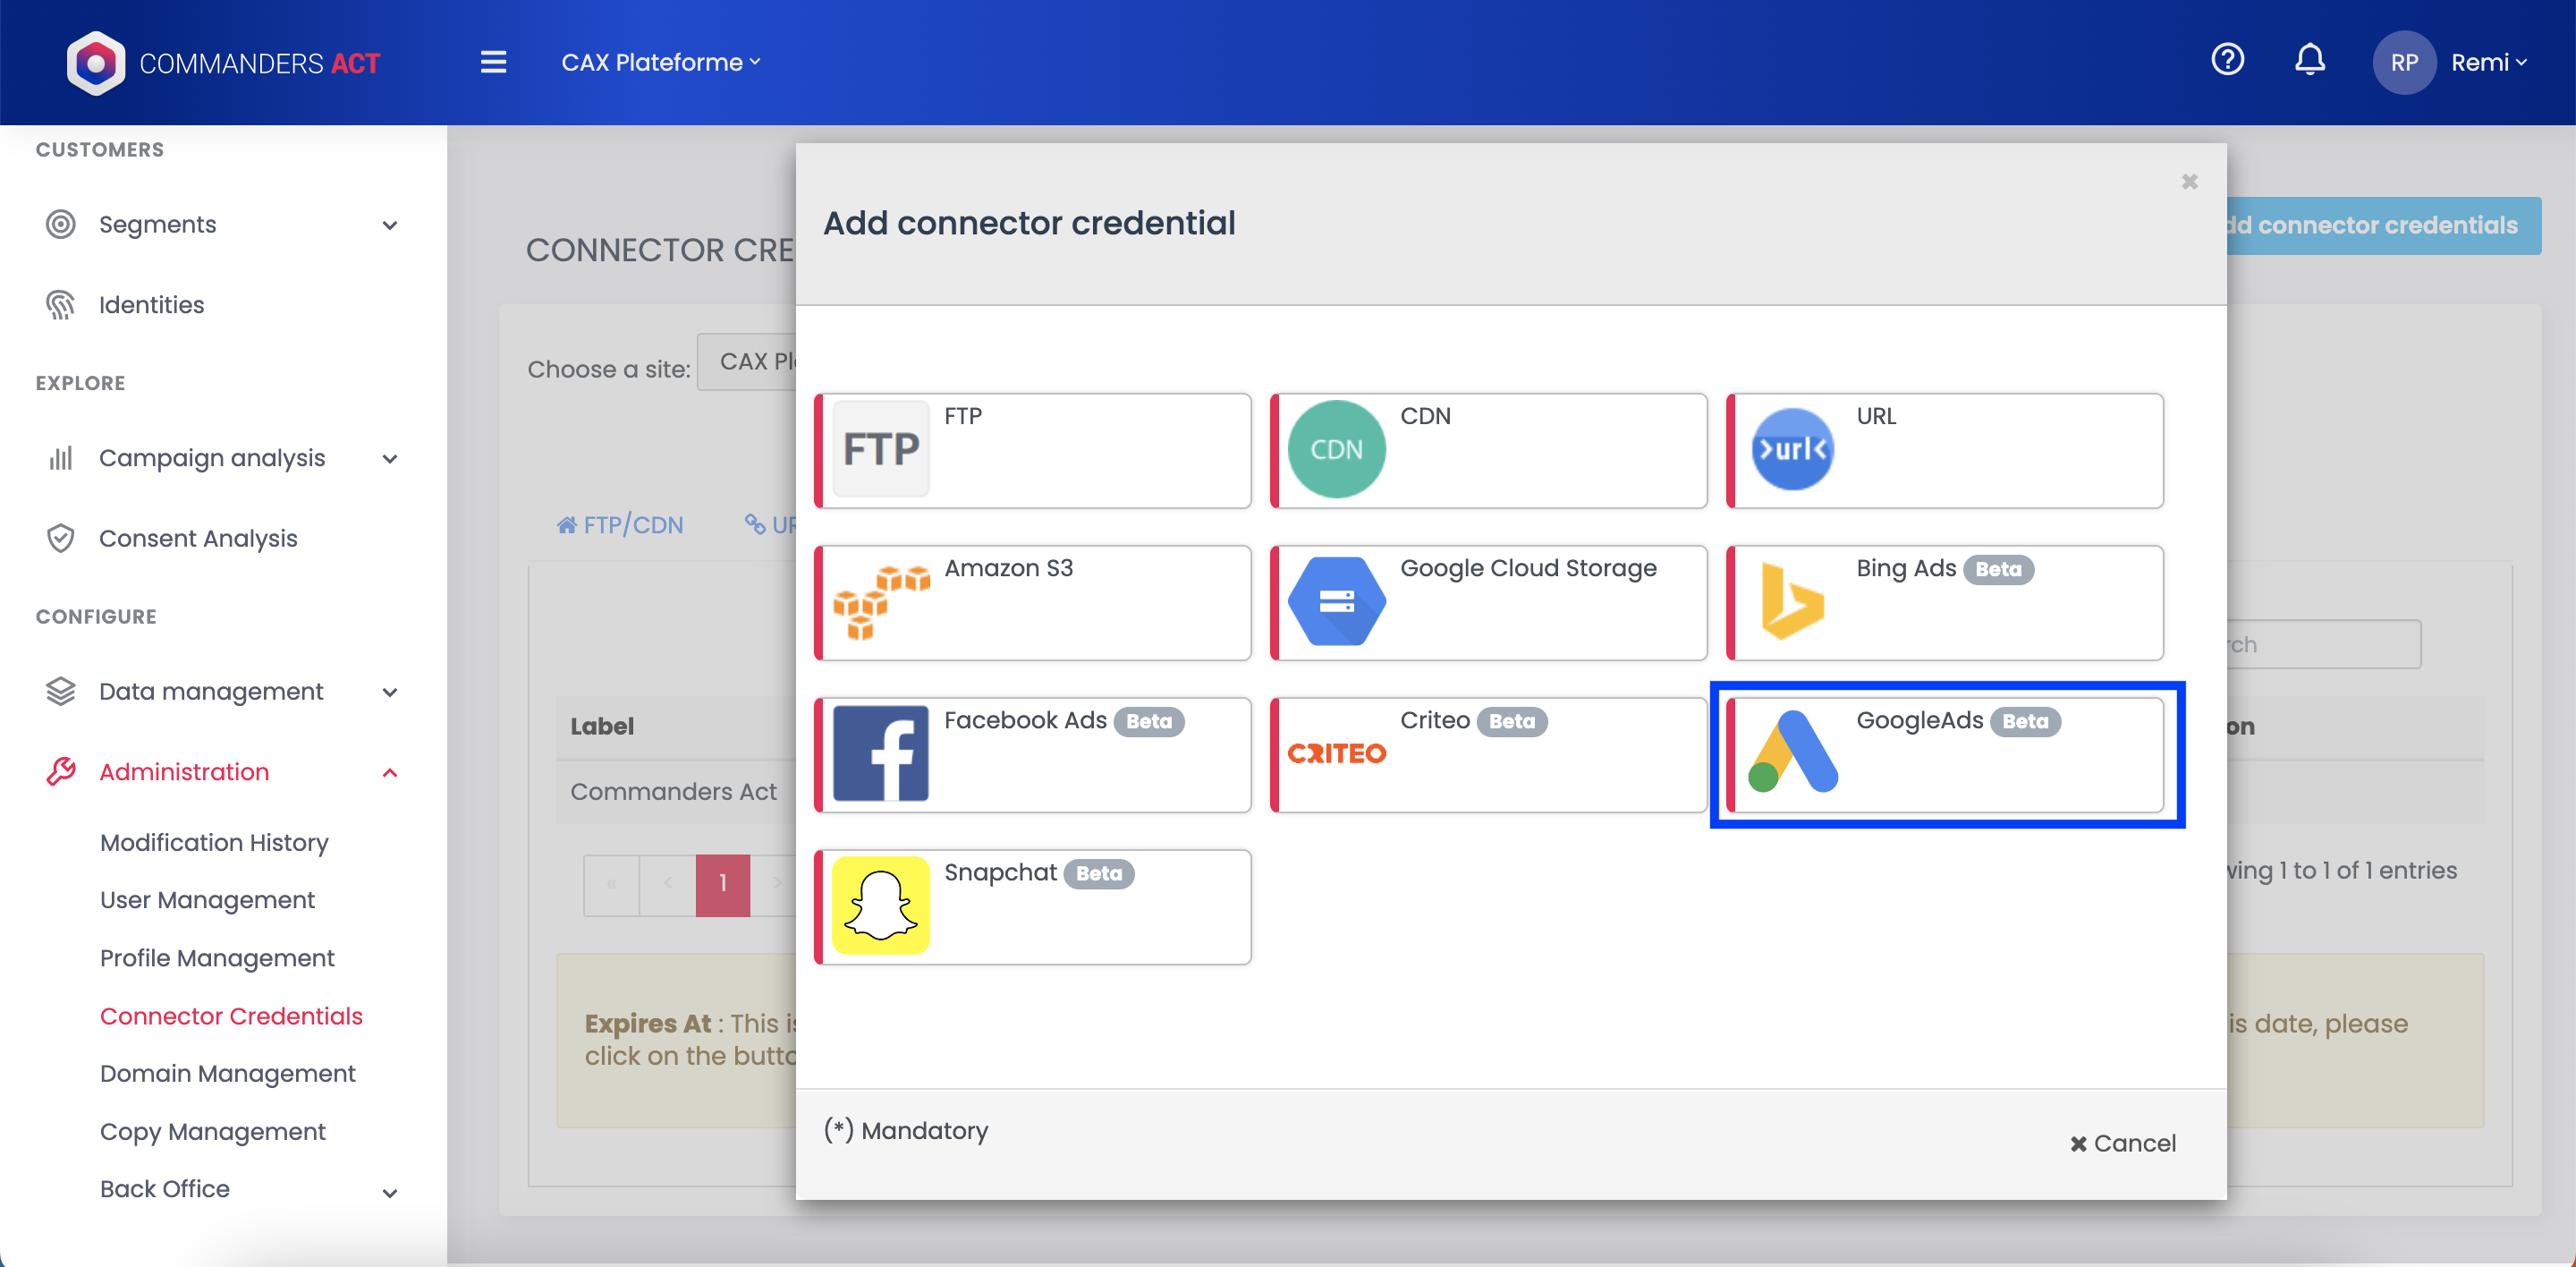 COMMANDERS ACT
CAX Plateforme
RP
Remi
CUSTOMERS
Segments
Identities
EXPLORE
Campaign analysis
Consent Analysis
CONFIGURE
Data management
Administration
Modification History
User Management
Profile Management
Connector Credentials
Domain Management
Copy Management
Back Office
CONNECTOR CRE
dd connector credentials
Choose a site: CAX Pl
FTP/CDN
UR
rch
Label
on
Commanders Act
« < 1 >
wing 1 to 1 of 1 entries
Expires At : This is
is date, please
click on the butto
Add connector credential
FTP
FTP
CDN
CDN
>url<
URL
Amazon S3
Google Cloud Storage
Bing Ads Beta
Facebook Ads Beta
CRITEO
Criteo Beta
GoogleAds Beta
Snapchat Beta
(*) Mandatory
Cancel